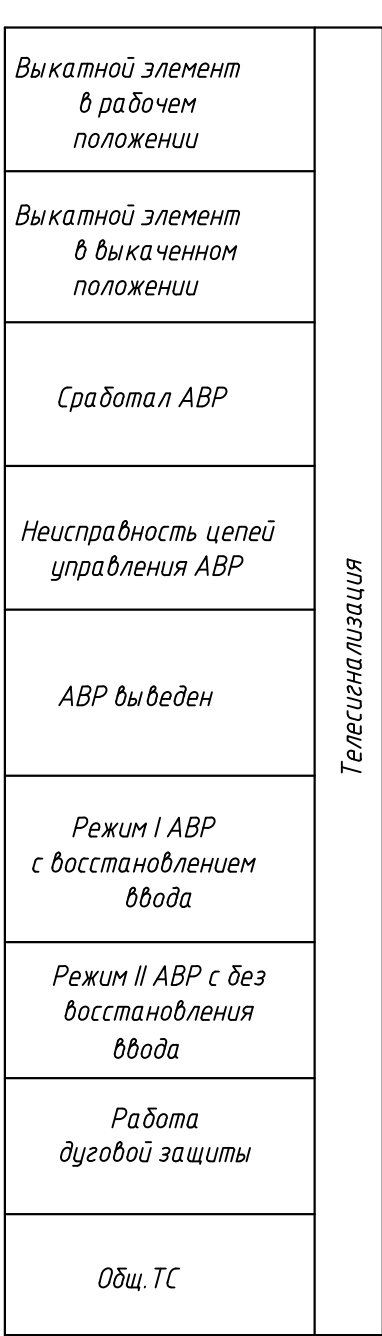 Выкатной элемент
в рабочем
положении
Выкатной элемент
в выкаченном
положении
Сработал АВР
Неисправность цепей
управления АВР
АВР выведен
Режим I АВР
с восстановлением
ввода
Режим II АВР с без
восстановления
ввода
Работа
дуговой защиты
Общ.ТС
Телесигнализация